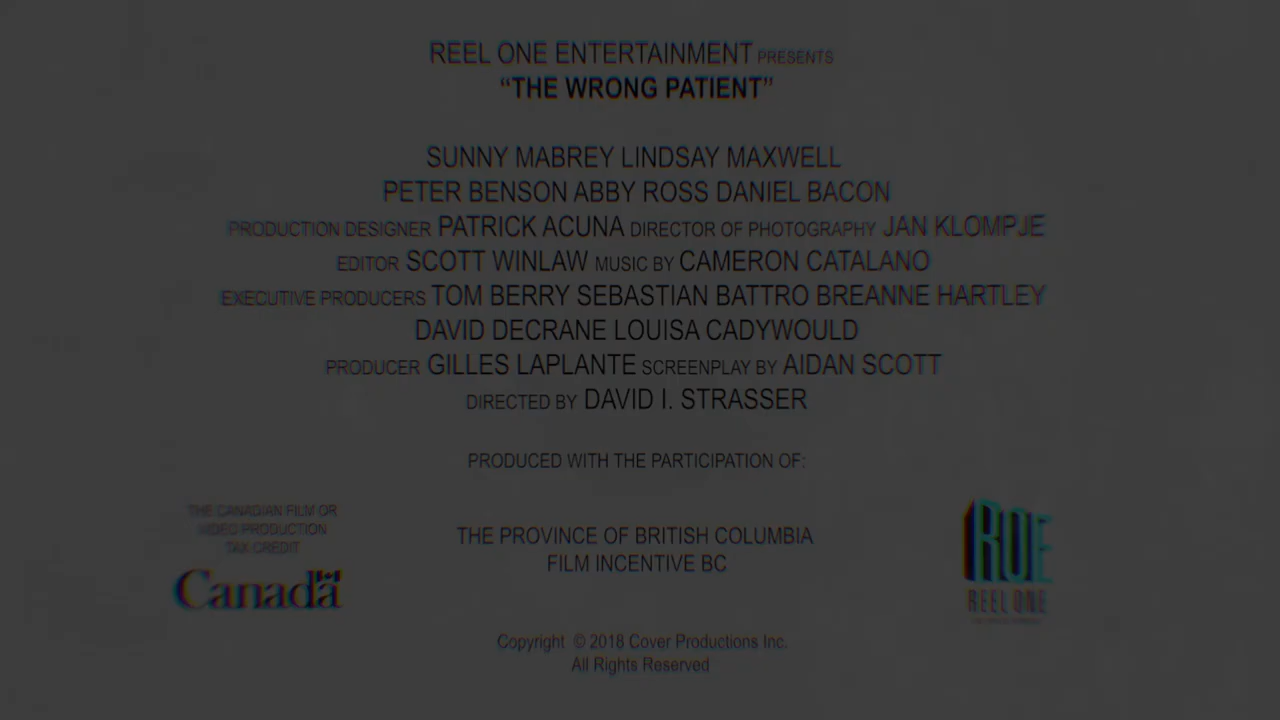 REEL ONE ENTERTAINMENT PRESENTS
“THE WRONG PATIENT”
SUNNY MABREY LINDSAY MAXWELL
PETER BENSON ABBY ROSS DANIEL BACON
PRODUCTION DESIGNER PATRICK ACUNA DIRECTOR OF PHOTOGRAPHY JAN KLOMPJE
EDITOR SCOTT WINLAW MUSIC BY CAMERON CATALANO
EXECUTIVE PRODUCERS TOM BERRY SEBASTIAN BATTRO BREANNE HARTLEY
DAVID DECRANE LOUISA CADYWOULD
PRODUCER GILLES LAPLANTE SCREENPLAY BY AIDAN SCOTT
DIRECTED BY DAVID I. STRASSER
PRODUCED WITH THE PARTICIPATION OF:
THE CANADIAN FILM OR
VIDEO PRODUCTION
TAX CREDIT
Canada
THE PROVINCE OF BRITISH COLUMBIA
FILM INCENTIVE BC
ROE
REEL ONE
Copyright © 2018 Cover Productions Inc.
All Rights Reserved